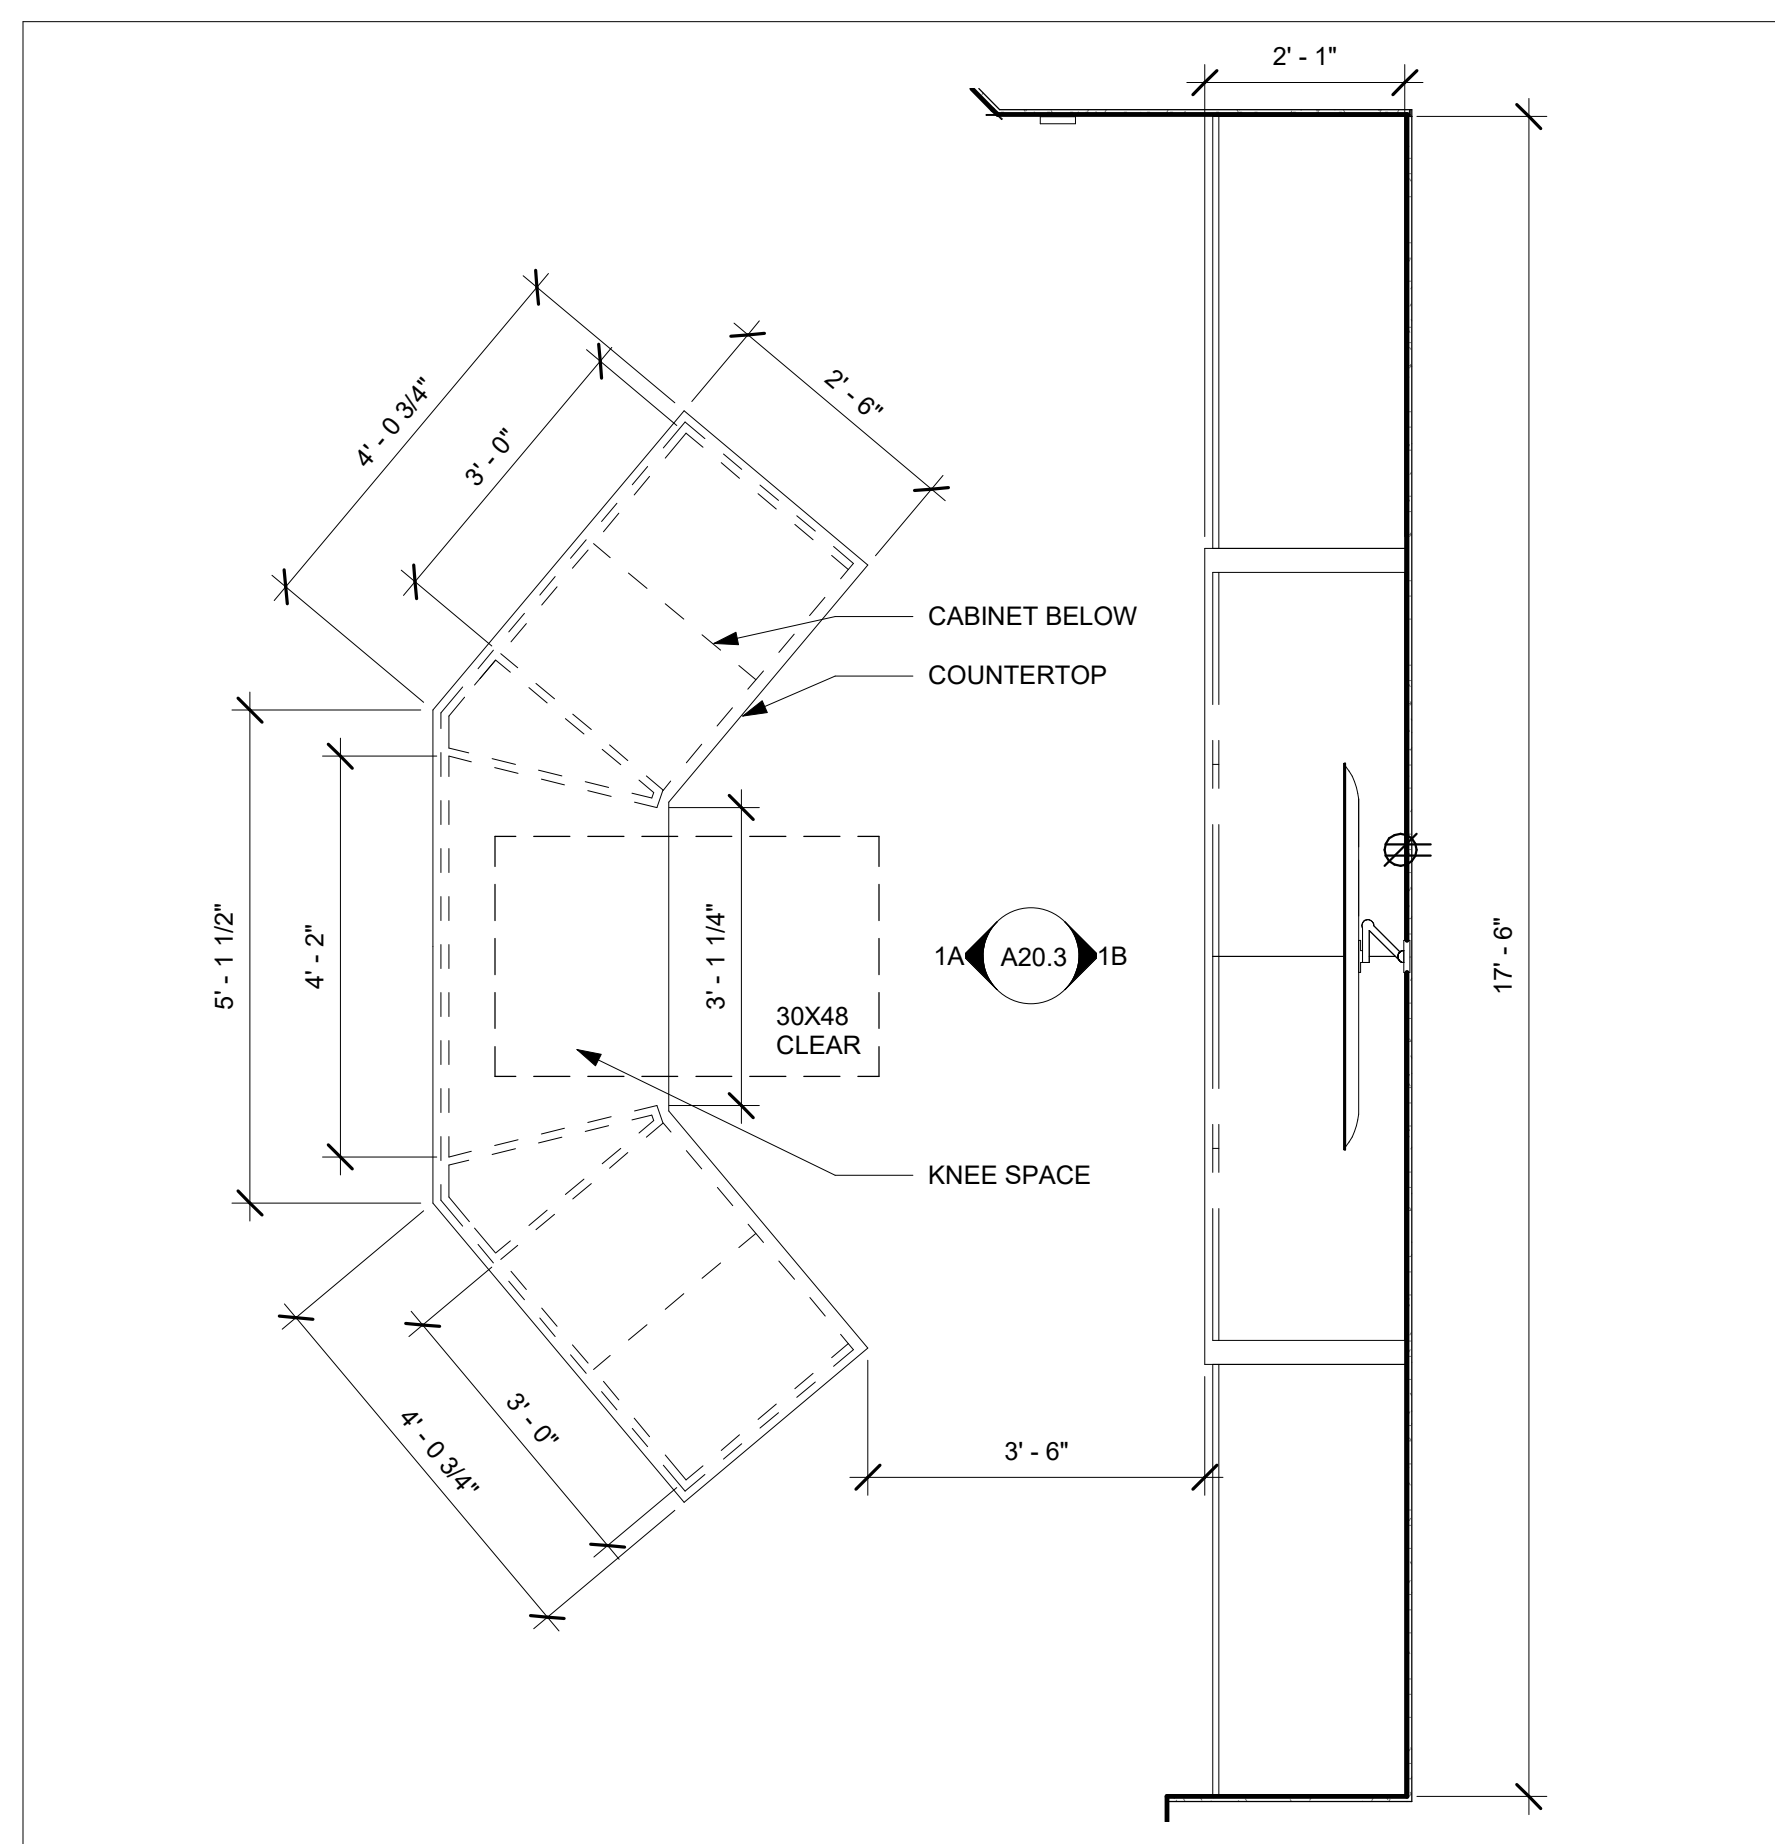 2' - 1"
4' - 0 3/4"
3' - 0"
2' - 6"
CABINET BELOW
COUNTERTOP
5' - 1 1/2"
4' - 2"
3' - 1 1/4"
30X48
CLEAR
1A
A20.3
1B
17' - 6"
KNEE SPACE
4' - 0 3/4"
3' - 0"
3' - 6"